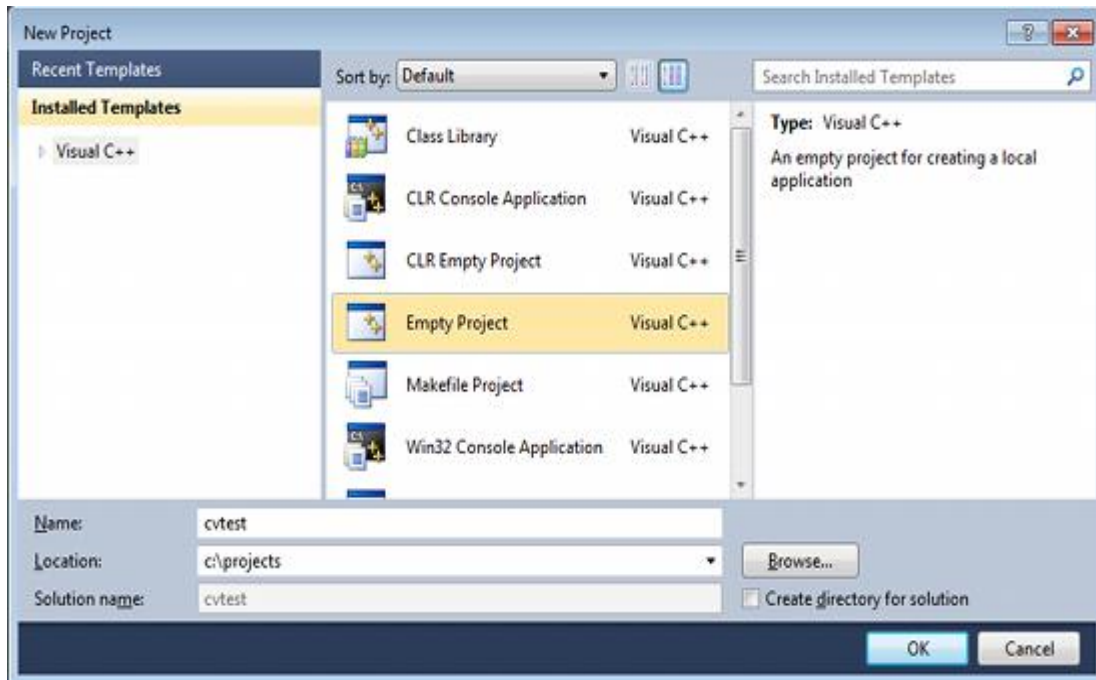 New Project
Recent Templates
Installed Templates
Visual C++
Sort by: Default
Search Installed Templates
Class Library Visual C++
CLR Console Application Visual C++
CLR Empty Project Visual C++
Empty Project Visual C++
Makefile Project Visual C++
Win32 Console Application Visual C++
Type: Visual C++
An empty project for creating a local
application
Name: cvtest
Location: c:\projects
Browse...
Solution name: cvtest
Create directory for solution
OK Cancel